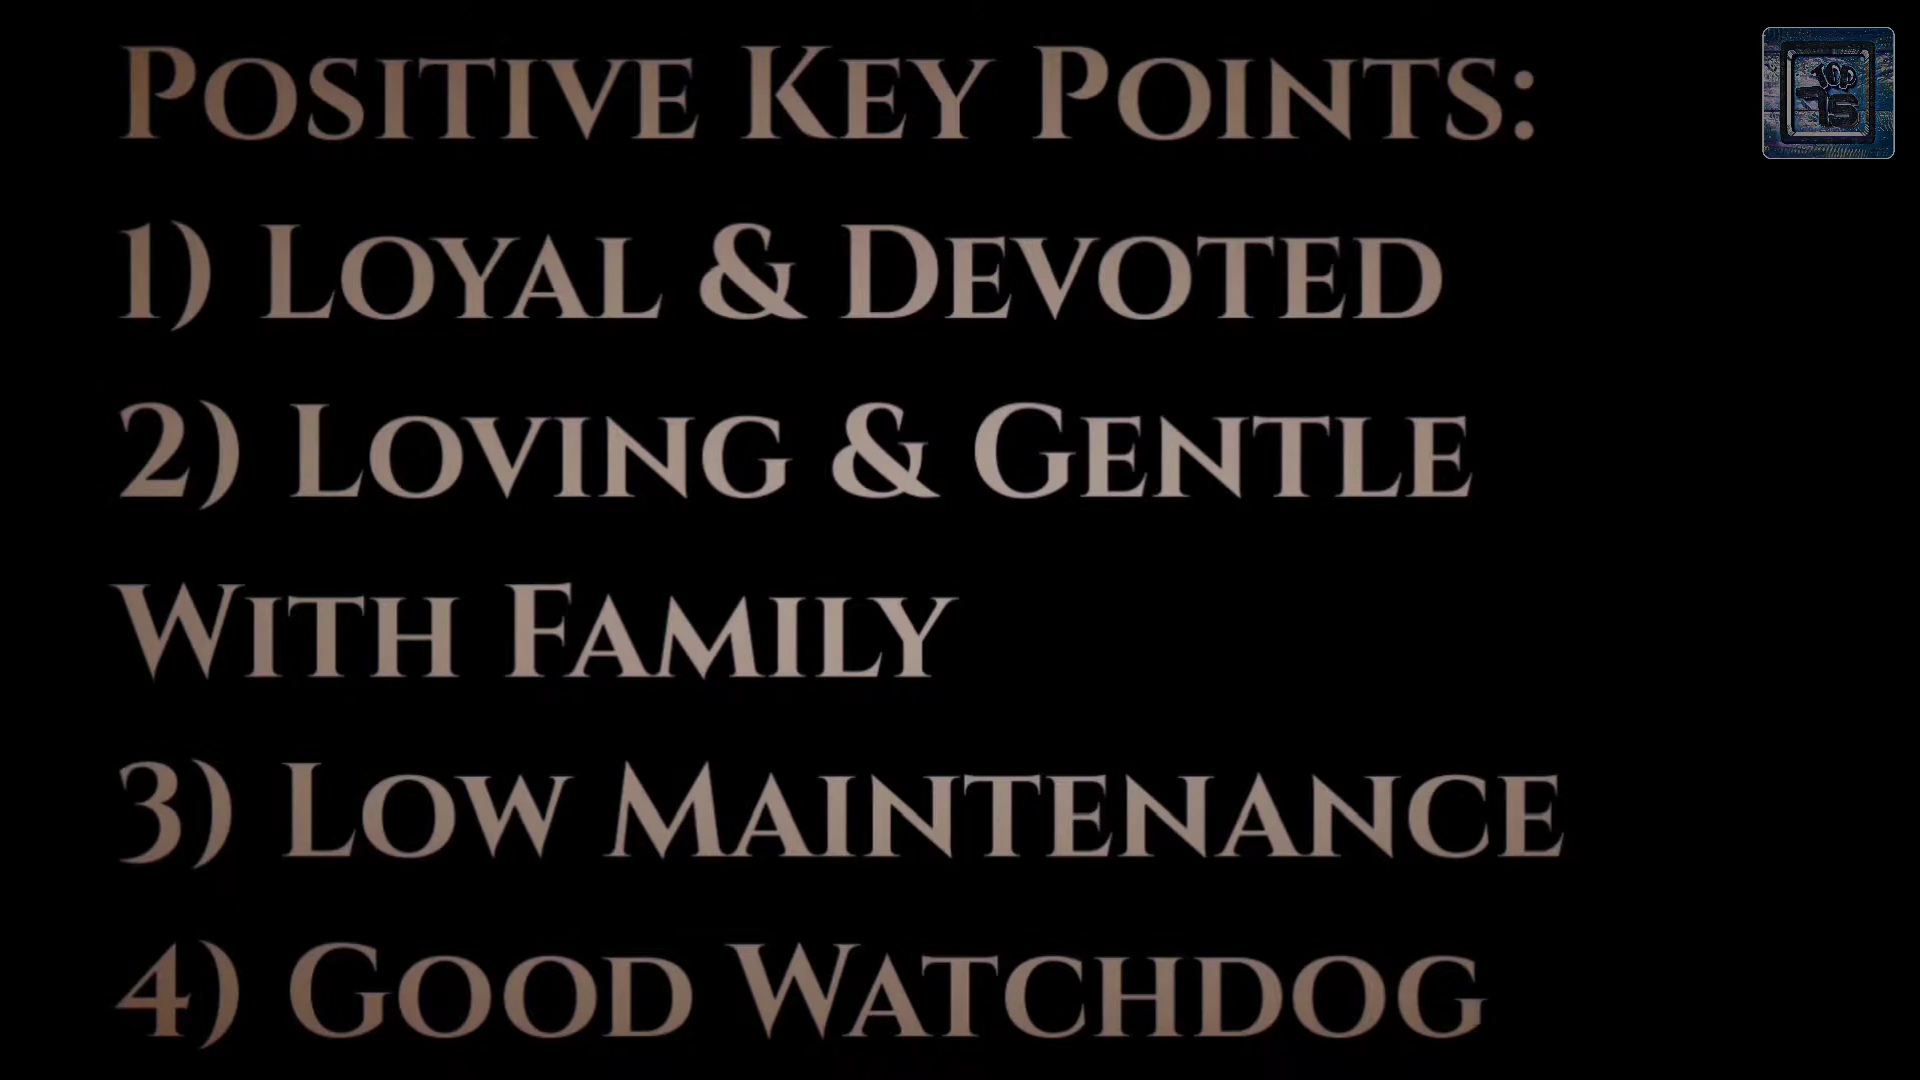 Positive Key Points:
1) Loyal & Devoted
2) Loving & Gentle
With Family
3) Low Maintenance
4) Good Watchdog